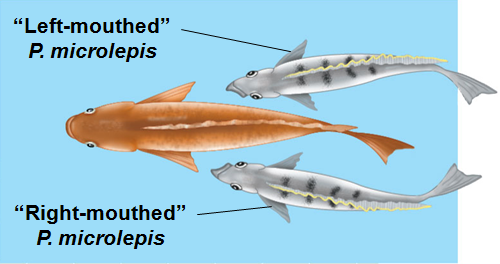 “Left-mouthed”
P. microlepis
“Right-mouthed”
P. microlepis